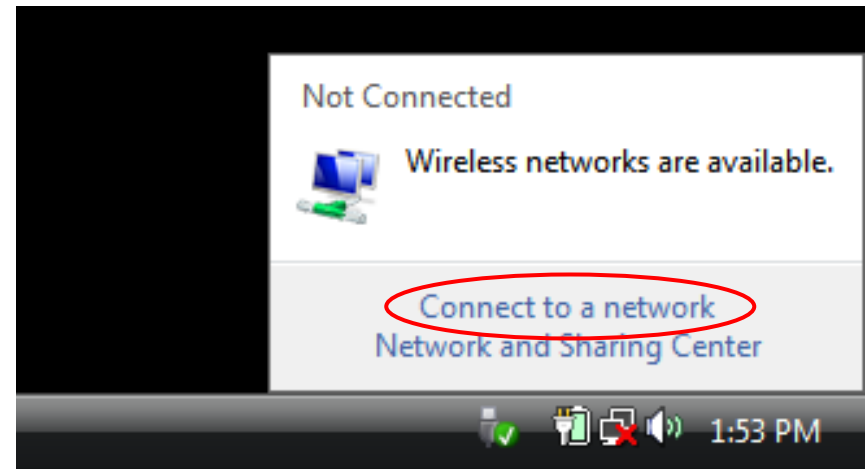 Not Connected
Wireless networks are available.
Connect to a network
Network and Sharing Center
1:53 PM